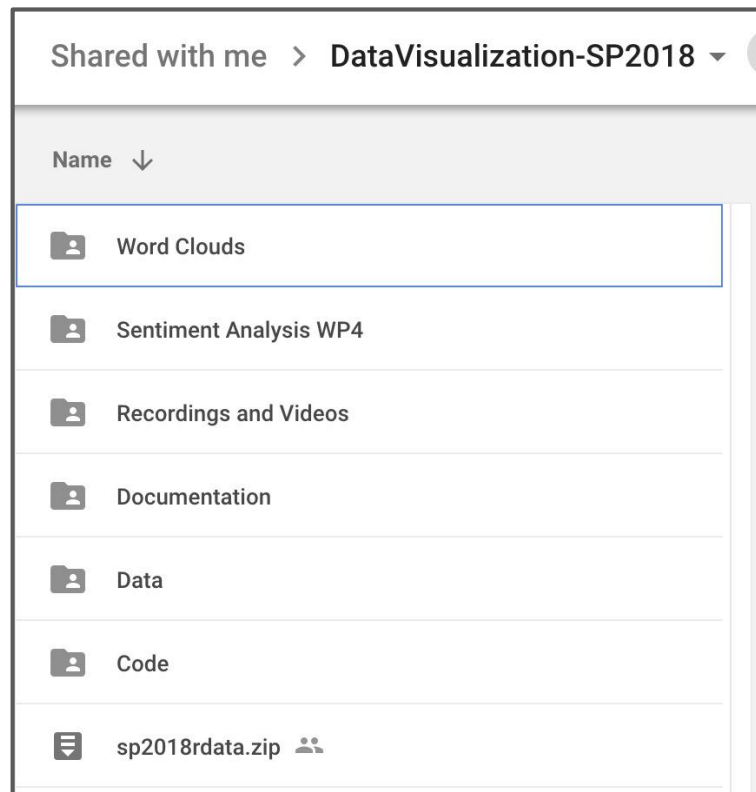 Shared with me > DataVisualization-SP2018
Name
Word Clouds
Sentiment Analysis WP4
Recordings and Videos
Documentation
Data
Code
sp2018rdata.zip